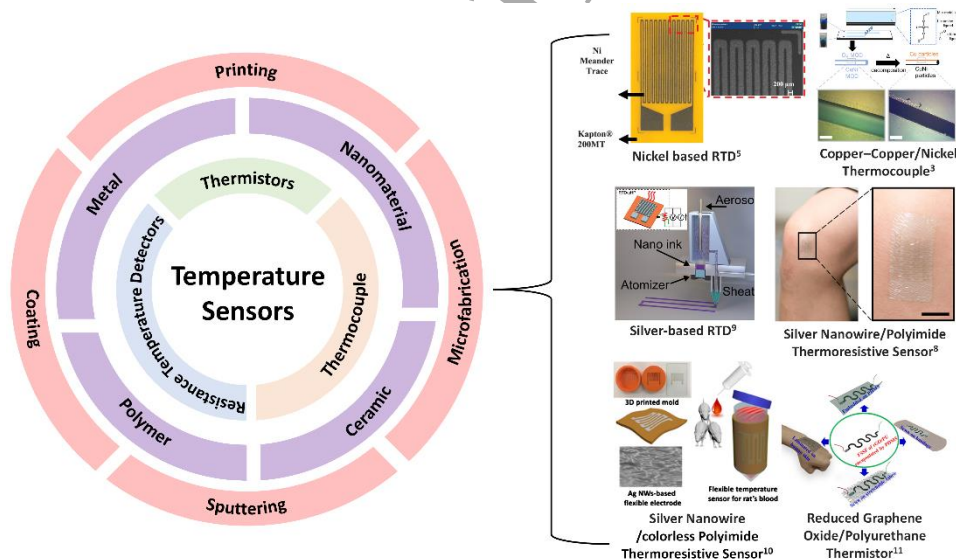 Printing
Metal
Nanomaterial
Thermistors
Resistance Temperature Detectors
Thermocouple
Temperature
Sensors
Coating
Microfabrication
Polymer
Ceramic
Sputtering
Ni
Meander
Trace
Kapton®
200MT
200 µm
Nickel based RTD⁵
decomposition
CuNi
particles
Copper–Copper/Nickel
Thermocouple³
Aeroso
Nano ink
Atomizer
Sheat
Silver-based RTD⁹
Silver Nanowire/Polyimide
Thermoresistive Sensor⁸
3D printed mold
Ag NWs-based
flexible electrode
Flexible temperature
sensor for rat's blood
Silver Nanowire
/colorless Polyimide
Thermoresistive Sensor¹⁰
Reduced Graphene
Oxide/Polyurethane
Thermistor¹¹